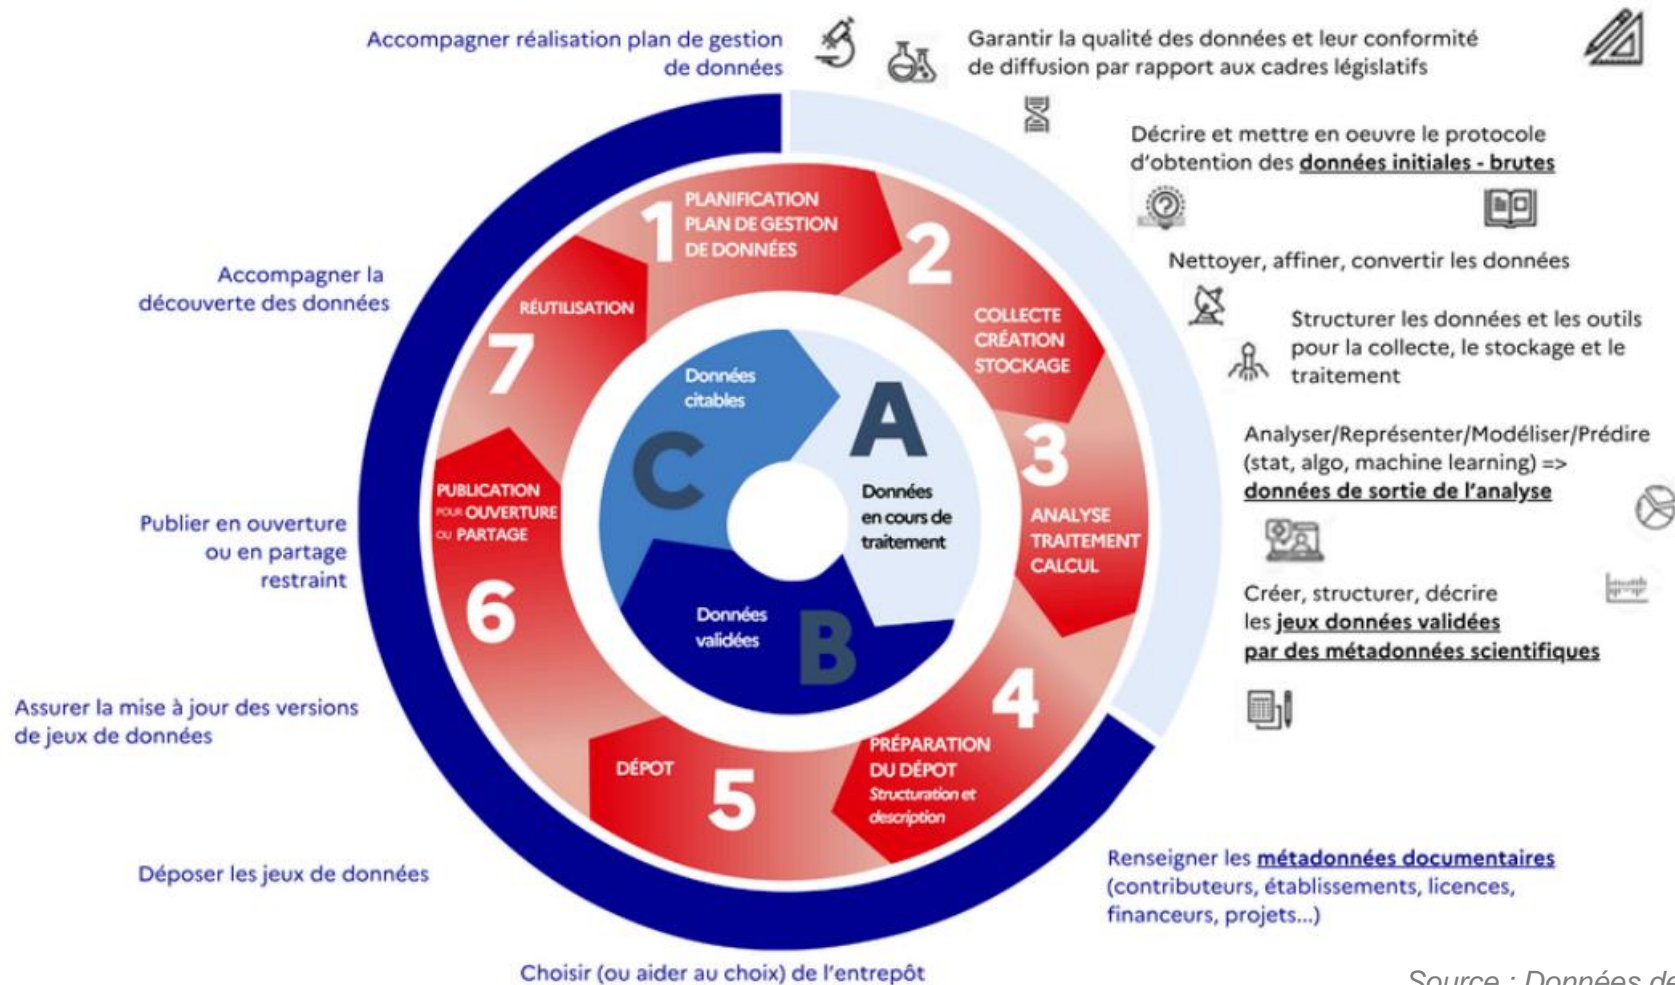 Accompagner réalisation plan de gestion
de données
Garantir la qualité des données et leur conformité
de diffusion par rapport aux cadres législatifs
Décrire et mettre en oeuvre le protocole
d'obtention des données initiales - brutes
Nettoyer, affiner, convertir les données
Structurer les données et les outils
pour la collecte, le stockage et le
traitement
Analyser/Représenter/Modéliser/Prédire
(stat, algo, machine learning) =>
données de sortie de l'analyse
Créer, structurer, décrire
les jeux données validées
par des métadonnées scientifiques
Renseigner les métadonnées documentaires
(contributeurs, établissements, licences,
financeurs, projets...)
Choisir (ou aider au choix) de l'entrepôt
Déposer les jeux de données
Assurer la mise à jour des versions
de jeux de données
Publier en ouverture
ou en partage
restraint
Accompagner la
découverte des données
1
PLANIFICATION
PLAN DE GESTION
DE DONNÉES
2
COLLECTE
CRÉATION
STOCKAGE
3
ANALYSE
TRAITEMENT
CALCUL
4
PRÉPARATION
DU DÉPOT
Structuration et
description
5
DÉPOT
6
PUBLICATION
POUR OUVERTURE
OU PARTAGE
7
RÉUTILISATION
A
Données
en cours de
traitement
B
Données
validées
C
Données
citables
Source : Données de